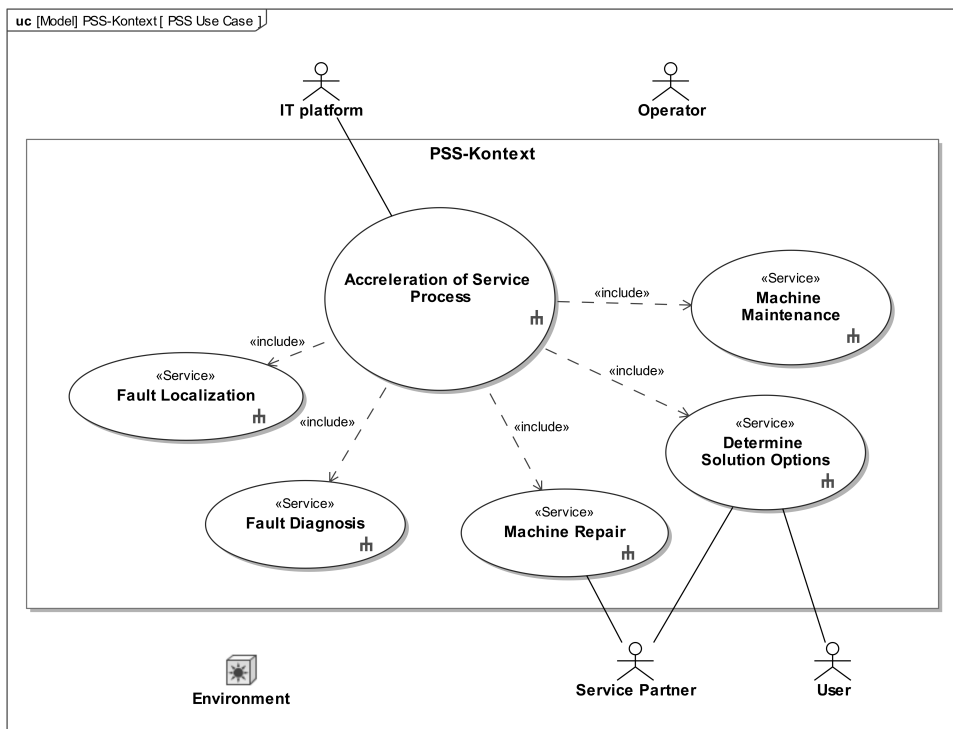 uc [Model] PSS-Kontext [ PSS Use Case ]
IT platform
Operator
PSS-Kontext
Accreleration of Service
Process
«include»
«Service»
Machine
Maintenance
«include»
«Service»
Fault Localization
«include»
«include»
«include»
«Service»
Determine
Solution Options
«Service»
Fault Diagnosis
«Service»
Machine Repair
Environment
Service Partner
User